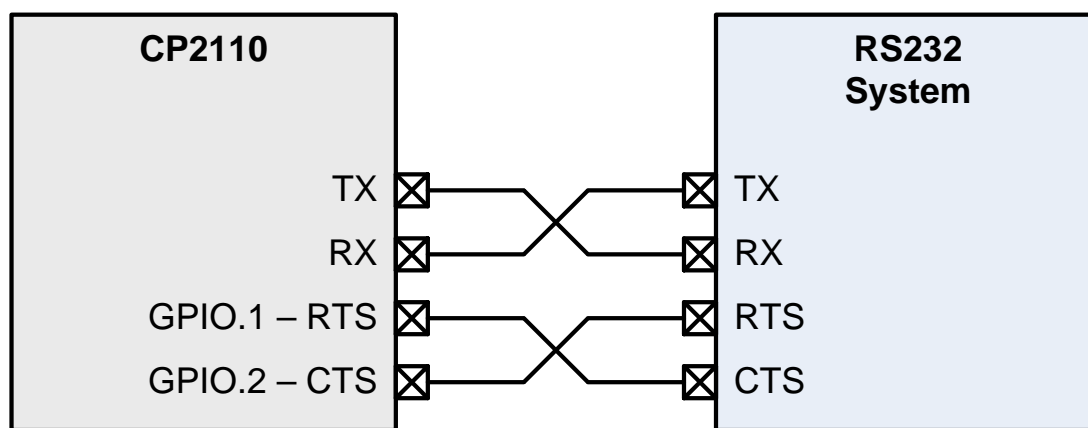 CP2110
RS232
System
TX
RX
GPIO.1 – RTS
GPIO.2 – CTS
TX
RX
RTS
CTS